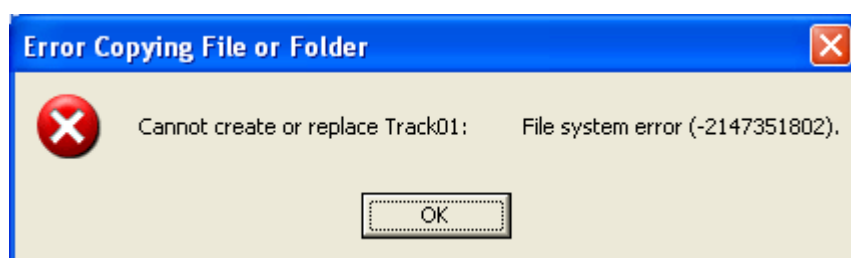 Error Copying File or Folder
Cannot create or replace Track01: File system error (-2147351802).
OK